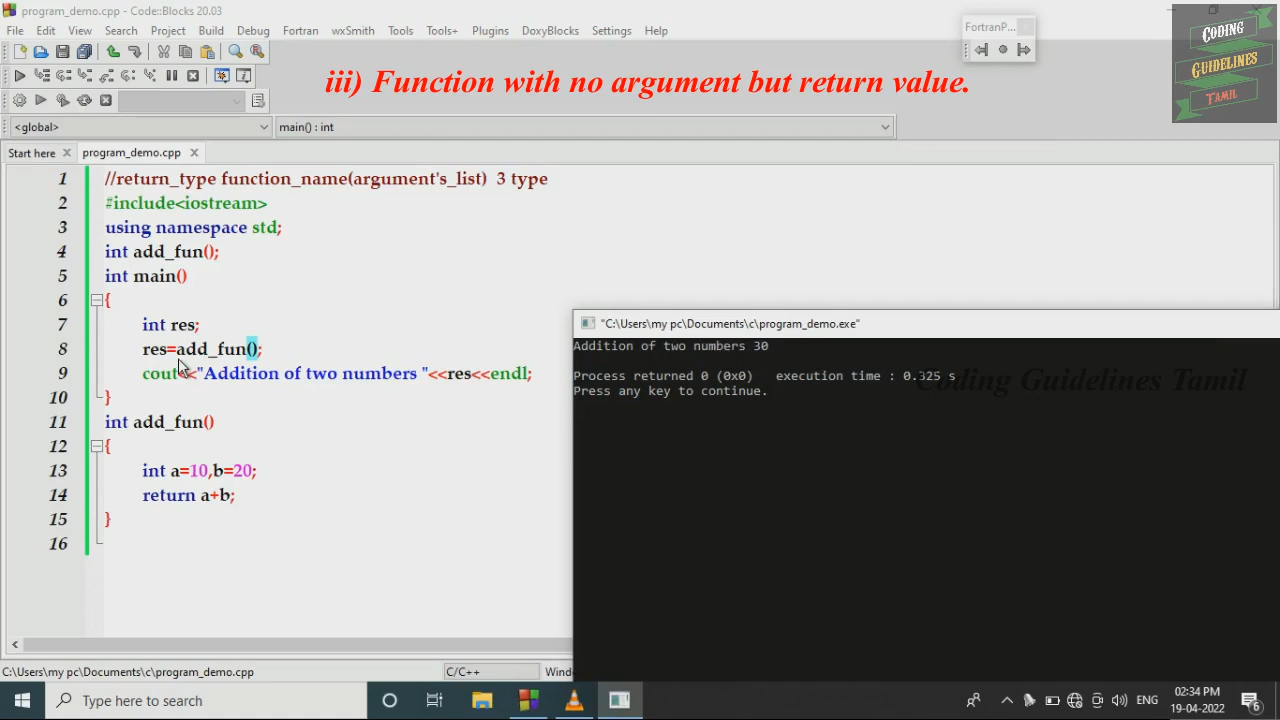 program_demo.cpp - Code::Blocks 20.03
File Edit View Search Project Build Debug Fortran wxSmith Tools Tools+ Plugins DoxyBlocks Settings Help
FortranP...
CODING
GUIDELINES
TAMIL
iii) Function with no argument but return value.
<global> main() : int
Start here program_demo.cpp
1 //return_type function_name(argument's_list) 3 type
2 #include<iostream>
3 using namespace std;
4 int add_fun();
5 int main()
6 {
7 int res;
8 res=add_fun();
9 cout<<"Addition of two numbers "<<res<<endl;
10 }
11 int add_fun()
12 {
13 int a=10,b=20;
14 return a+b;
15 }
16
"C:\Users\my pc\Documents\c\program_demo.exe"
Addition of two numbers 30
Process returned 0 (0x0) execution time : 0.325 s
Press any key to continue.
Coding Guidelines Tamil
C:\Users\my pc\Documents\c\program_demo.cpp C/C++ Wind
Type here to search
ENG
02:34 PM
19-04-2022
6